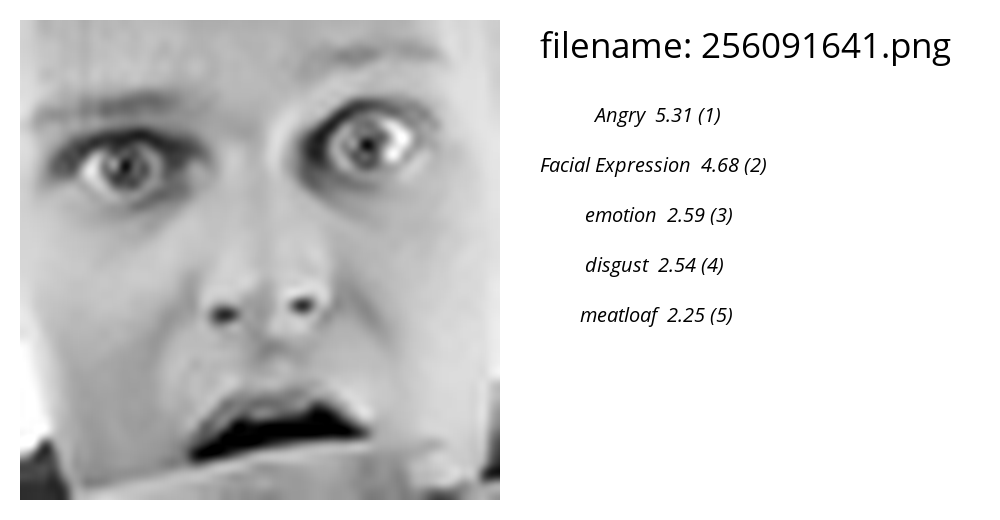 filename: 256091641.png
Angry 5.31 (1)
Facial Expression 4.68 (2)
emotion 2.59 (3)
disgust 2.54 (4)
meatloaf 2.25 (5)